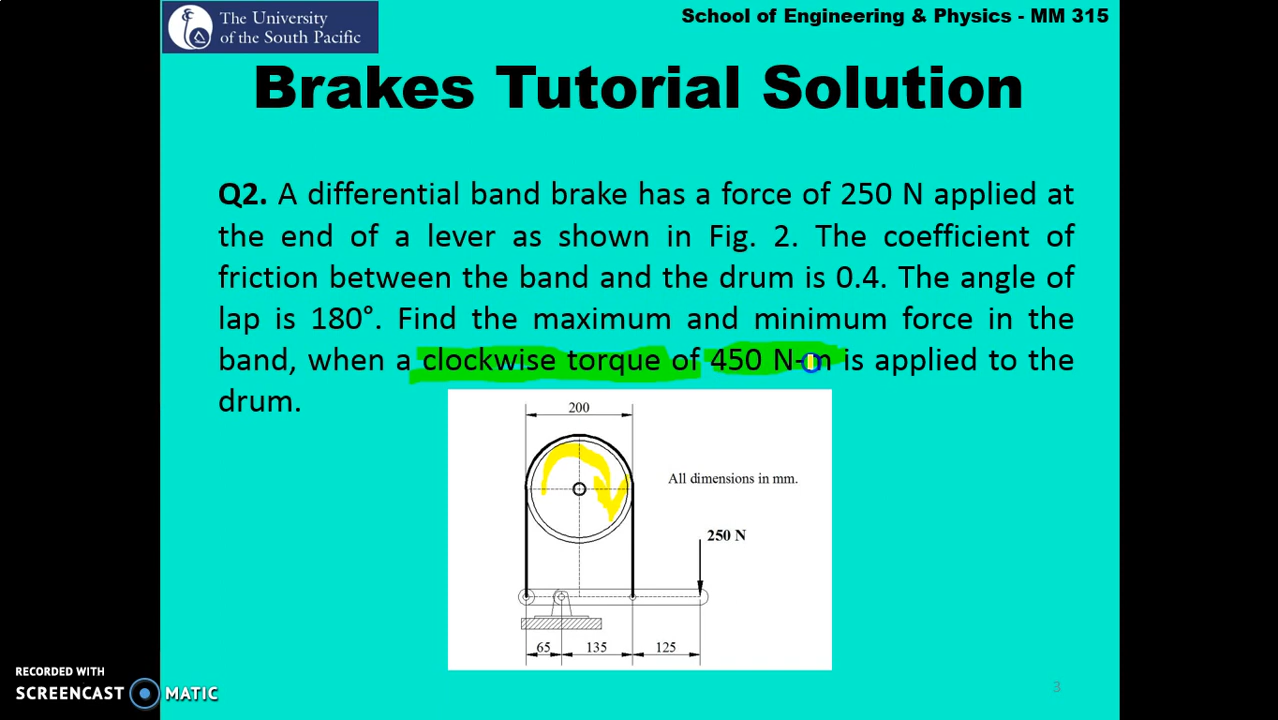 The University
of the South Pacific
School of Engineering & Physics - MM 315
Brakes Tutorial Solution
Q2. A differential band brake has a force of 250 N applied at
the end of a lever as shown in Fig. 2. The coefficient of
friction between the band and the drum is 0.4. The angle of
lap is 180°. Find the maximum and minimum force in the
band, when a clockwise torque of 450 N-m is applied to the
drum.
200
All dimensions in mm.
250 N
65 135 125
RECORDED WITH
SCREENCAST MATIC
3